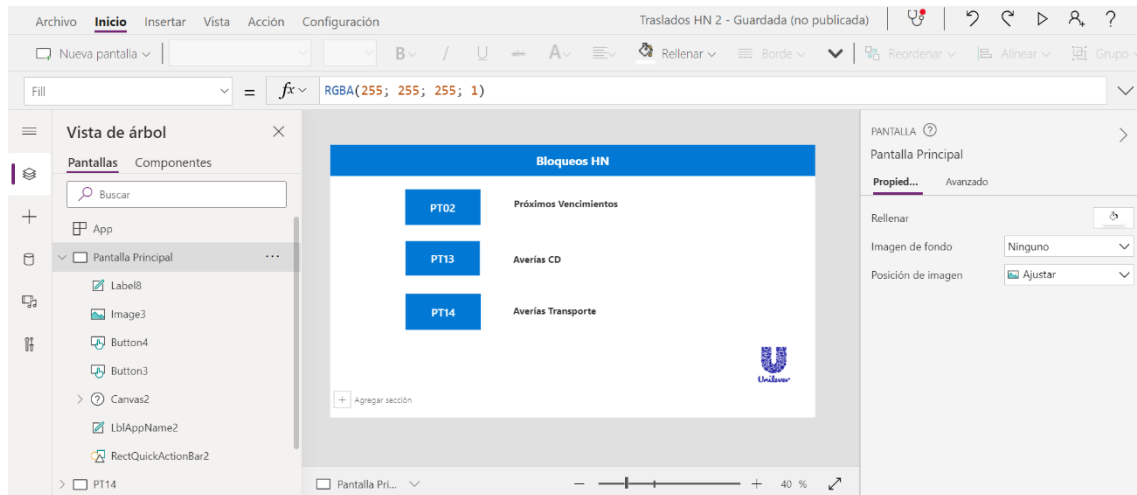 Archivo Inicio Insertar Vista Acción Configuración Traslados HN 2 - Guardada (no publicada)
Nueva pantalla B / U abc A Rellenar Borde Reordenar Alinear Grupo
Fill = fx RGBA(255; 255; 255; 1)
Vista de árbol
Pantallas Componentes
Buscar
App
Pantalla Principal ...
Label8
Image3
Button4
Button3
Canvas2
LblAppName2
RectQuickActionBar2
PT14
Bloqueos HN
PT02 Próximos Vencimientos
PT13 Averías CD
PT14 Averías Transporte
Unilever
Agregar sección
Pantalla Pri... 40 %
PANTALLA
Pantalla Principal
Propied... Avanzado
Rellenar
Imagen de fondo Ninguno
Posición de imagen Ajustar